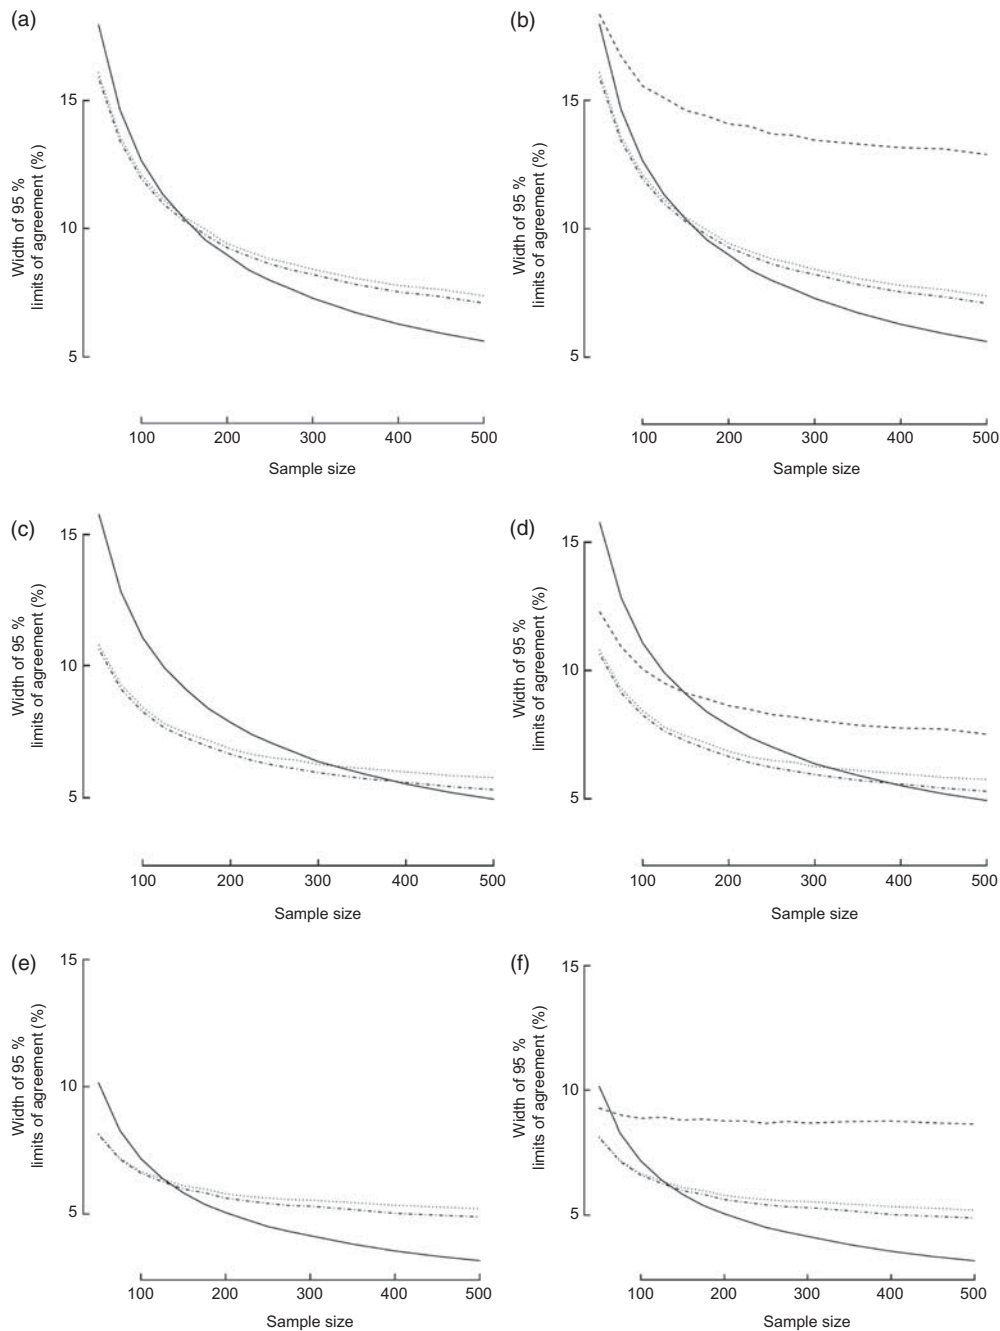 (a)
15
10
5
Width of 95 %
limits of agreement (%)
100 200 300 400 500
Sample size
(b)
15
10
5
Width of 95 %
limits of agreement (%)
100 200 300 400 500
Sample size
(c)
15
10
5
Width of 95 %
limits of agreement (%)
100 200 300 400 500
Sample size
(d)
15
10
5
Width of 95 %
limits of agreement (%)
100 200 300 400 500
Sample size
(e)
15
10
5
Width of 95 %
limits of agreement (%)
100 200 300 400 500
Sample size
(f)
15
10
5
Width of 95 %
limits of agreement (%)
100 200 300 400 500
Sample size